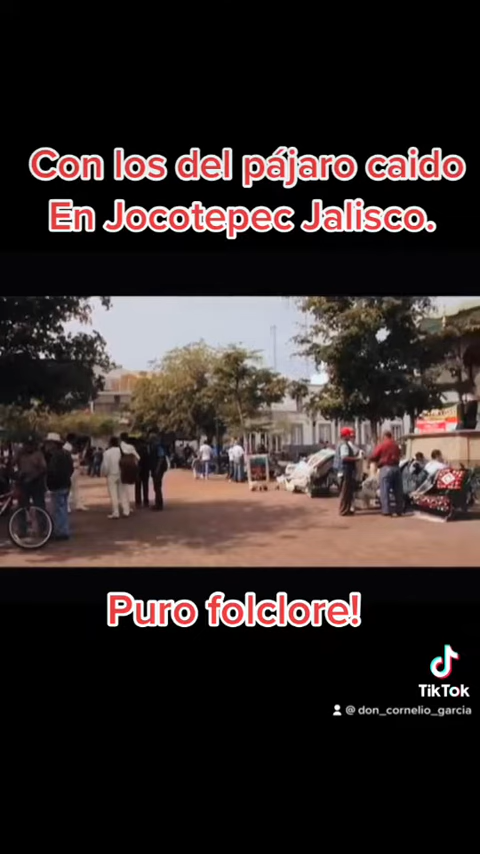 Con los del pájaro caido
En Jocotepec Jalisco.
Puro folclore!
TikTok
@don_cornelio_garcia